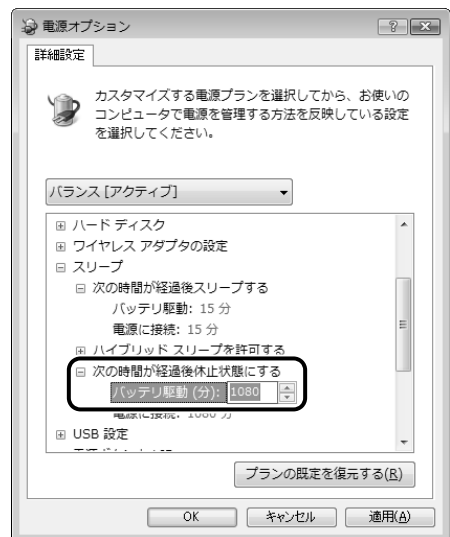 電源オプション
詳細設定
カスタマイズする電源プランを選択してから、お使いの
コンピュータで電源を管理する方法を反映している設定
を選択してください。
バランス [アクティブ]
ハード ディスク
ワイヤレス アダプタの設定
スリープ
次の時間が経過後スリープする
バッテリ駆動: 15 分
電源に接続: 15 分
ハイブリッド スリープを許可する
次の時間が経過後休止状態にする
バッテリ駆動 (分): 1080
電源に接続: 1080 分
USB 設定
プランの既定を復元する(R)
OK キャンセル 適用(A)